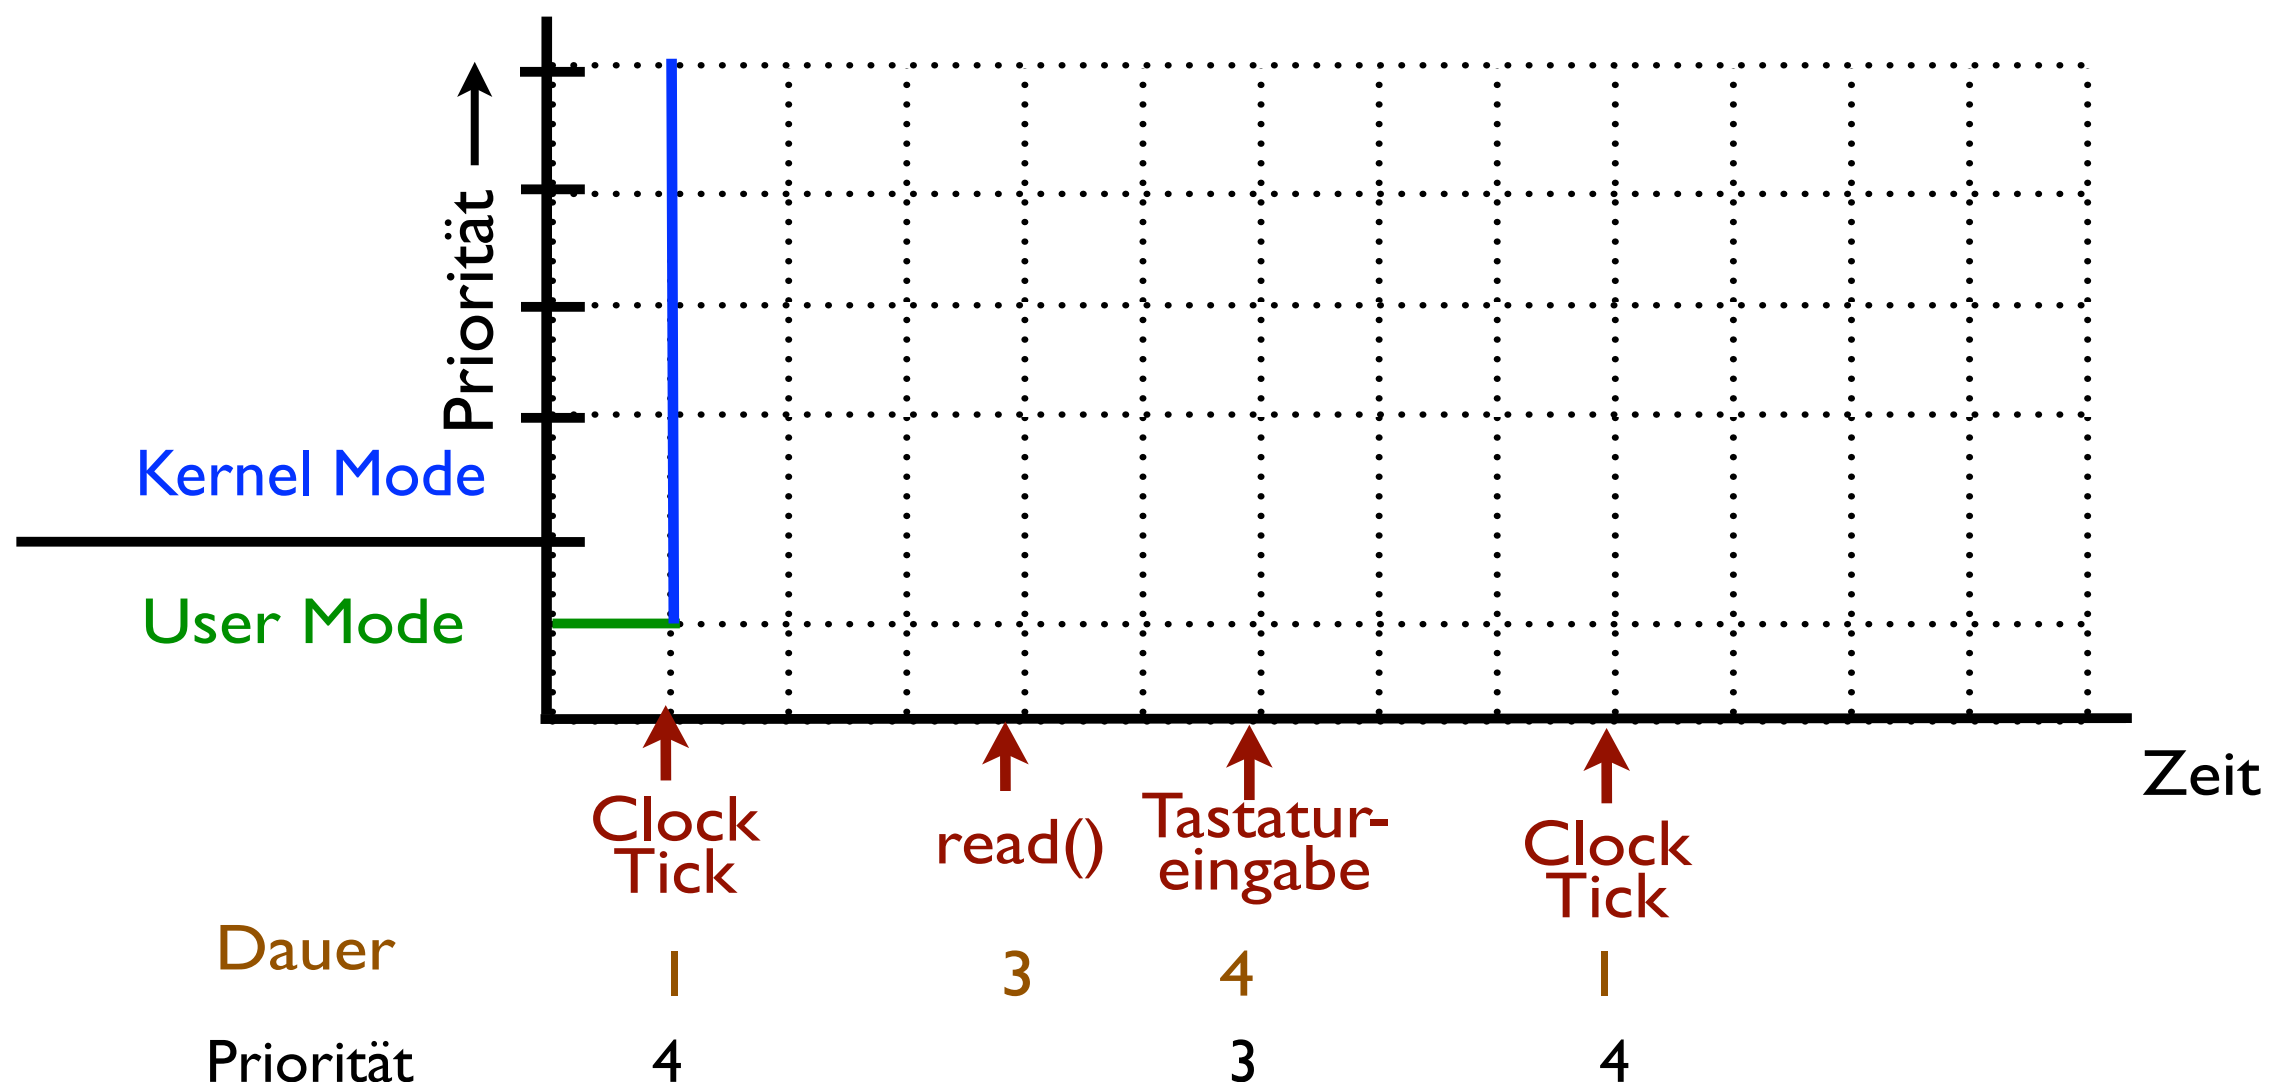 Priorität
Kernel Mode
User Mode
Zeit
Clock
Tick
read()
Tastatur-
eingabe
Clock
Tick
Dauer 1 3 4 1
Priorität 4 3 4